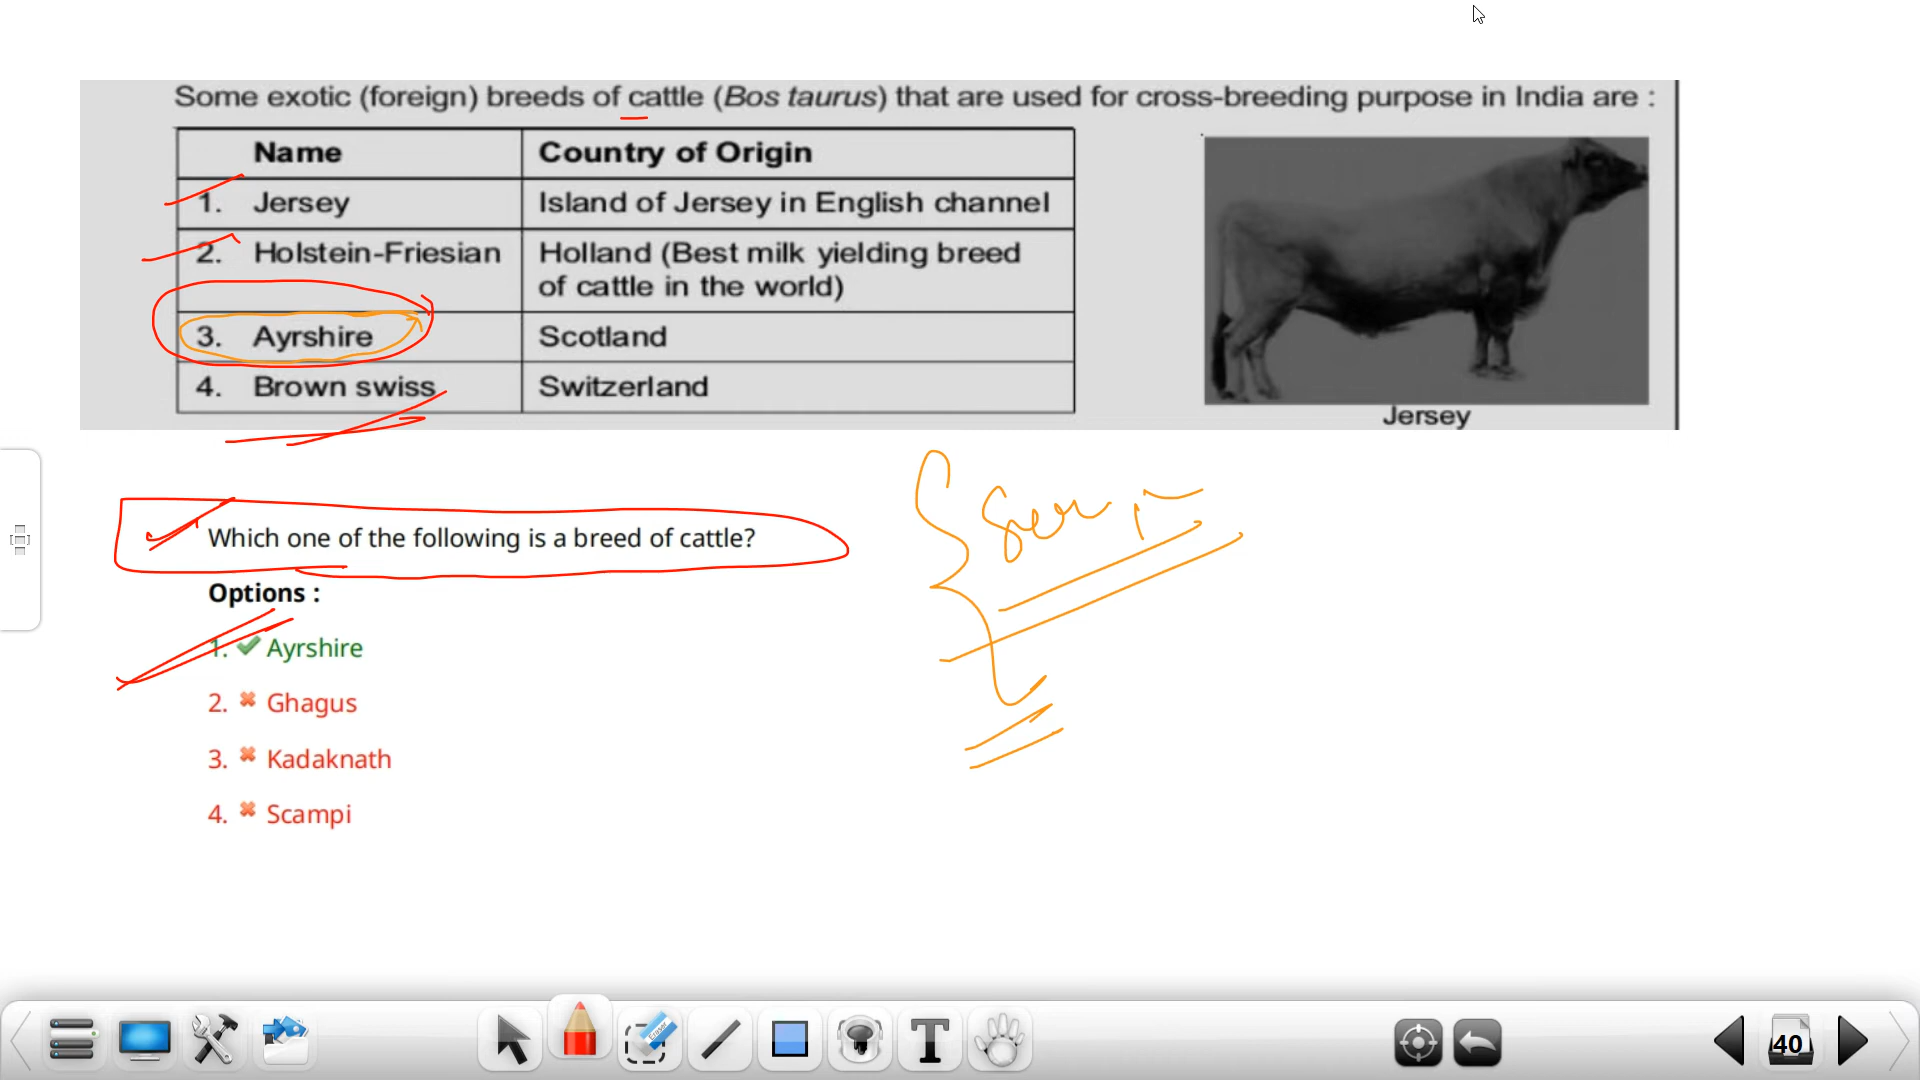 Some exotic (foreign) breeds of cattle (Bos taurus) that are used for cross-breeding purpose in India are :
Name Country of Origin
1. Jersey Island of Jersey in English channel
2. Holstein-Friesian Holland (Best milk yielding breed
of cattle in the world)
3. Ayrshire Scotland
4. Brown swiss Switzerland
Jersey
Which one of the following is a breed of cattle?
Options :
1. Ayrshire
2. Ghagus
3. Kadaknath
4. Scampi
Eraser
T
40